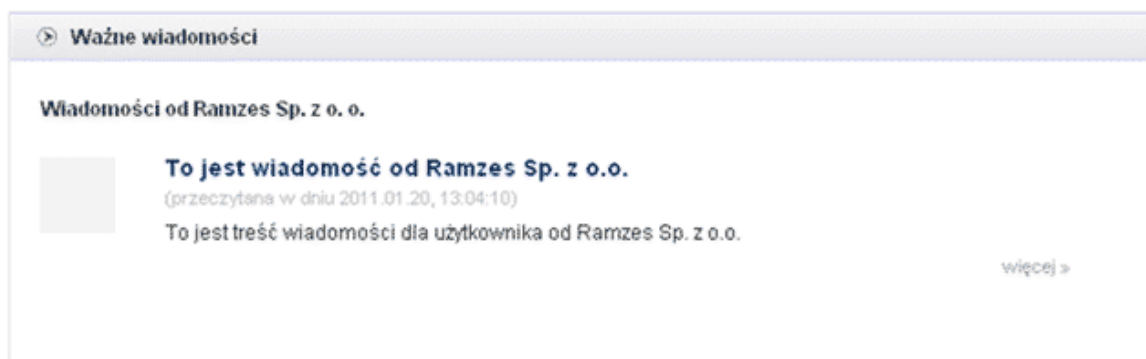 Ważne wiadomości
Wiadomości od Ramzes Sp. z o. o.
To jest wiadomość od Ramzes Sp. z o.o.
(przeczytana w dniu 2011.01.20, 13:04:10)
To jest treść wiadomości dla użytkownika od Ramzes Sp. z o.o.
więcej »